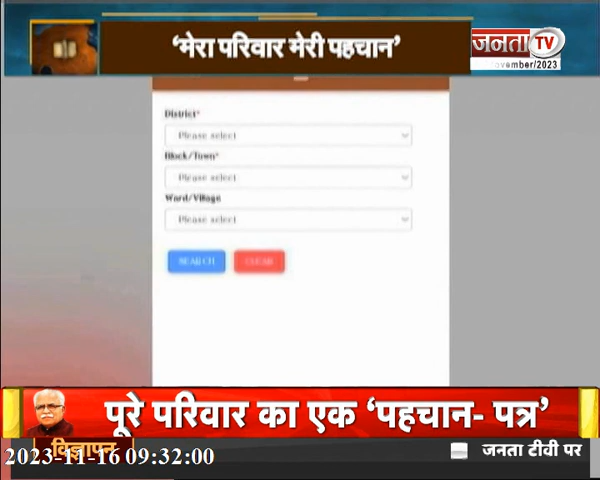 'मेरा परिवार मेरी पहचान'
जनता TV
november/2023
District*
Please select
Block/Town*
Please select
Ward/Village
Please select
SEARCH CLEAR
पूरे परिवार का एक 'पहचान- पत्र'
विज्ञापन
जनता टीवी पर
2023-11-16 09:32:00